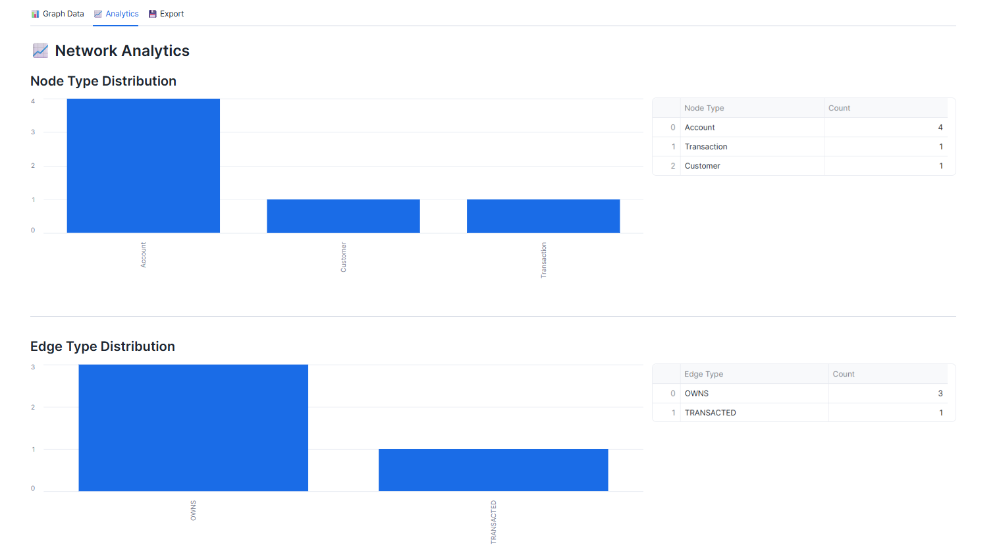 Graph Data Analytics Export
Network Analytics
Node Type Distribution
4
3
2
1
0
Account
Customer
Transaction
Node Type Count
0 Account 4
1 Transaction 1
2 Customer 1
Edge Type Distribution
3
2
1
0
OWNS
TRANSACTED
Edge Type Count
0 OWNS 3
1 TRANSACTED 1